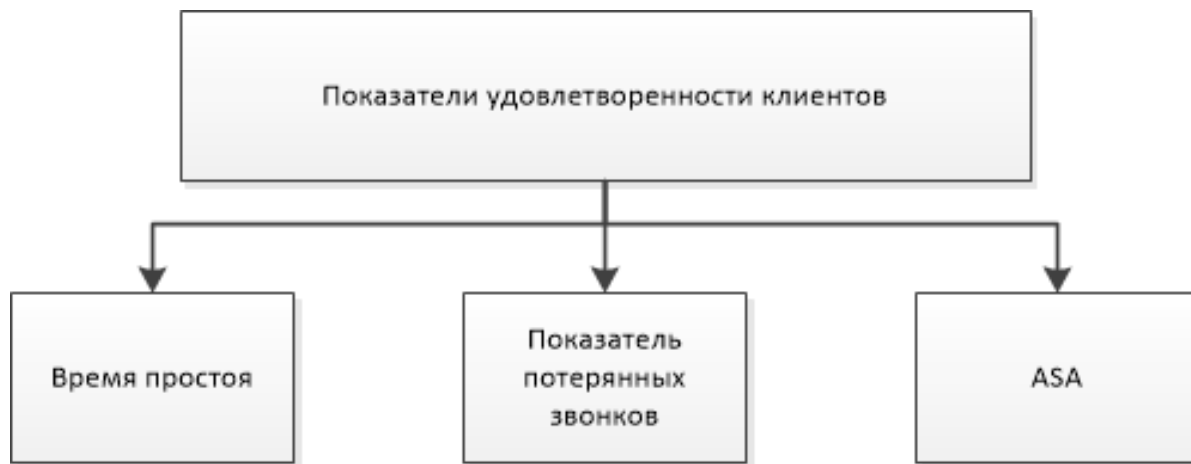 Показатели удовлетворенности клиентов
Время простоя
Показатель
потерянных
звонков
ASA